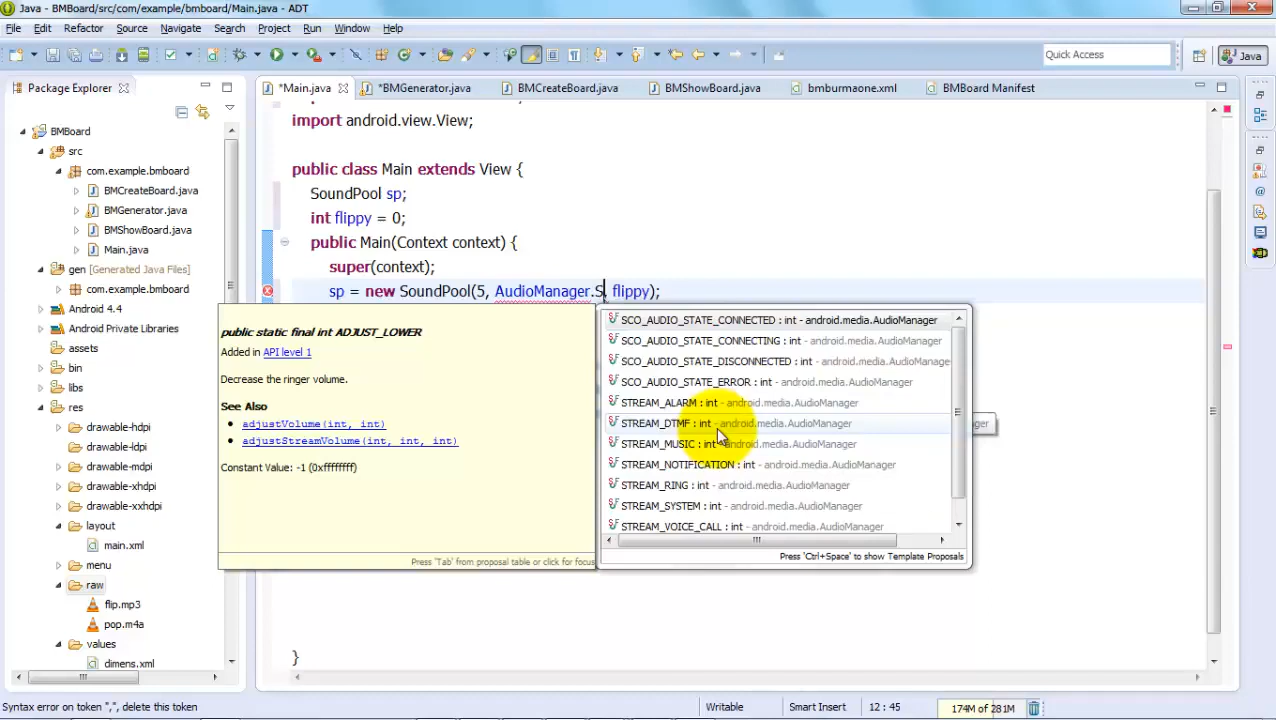 Java - BMBoard/src/com/example/bmboard/Main.java - ADT
File Edit Refactor Source Navigate Search Project Run Window Help
Quick Access
Java
Package Explorer
*Main.java
*BMGenerator.java
BMCreateBoard.java
BMShowBoard.java
bmburmaone.xml
BMBoard Manifest
BMBoard
src
com.example.bmboard
BMCreateBoard.java
BMGenerator.java
BMShowBoard.java
Main.java
gen [Generated Java Files]
Android 4.4
Android Private Libraries
assets
bin
libs
res
drawable-hdpi
drawable-ldpi
drawable-mdpi
drawable-xhdpi
drawable-xxhdpi
layout
main.xml
menu
raw
flip.mp3
pop.m4a
values
dimens.xml
import android.view.View;
public class Main extends View {
SoundPool sp;
int flippy = 0;
public Main(Context context) {
super(context);
sp = new SoundPool(5, AudioManager.S, flippy);
}
public static final int ADJUST_LOWER
Added in API level 1
Decrease the ringer volume.
See Also
adjustVolume(int, int)
adjustStreamVolume(int, int, int)
Constant Value: -1 (0xffffffff)
Press 'Tab' from proposal table or click for focus
SCO_AUDIO_STATE_CONNECTED : int - android.media.AudioManager
SCO_AUDIO_STATE_CONNECTING : int - android.media.AudioManager
SCO_AUDIO_STATE_DISCONNECTED : int - android.media.AudioManager
SCO_AUDIO_STATE_ERROR : int - android.media.AudioManager
STREAM_ALARM : int - android.media.AudioManager
STREAM_DTMF : int - android.media.AudioManager
STREAM_MUSIC : int - android.media.AudioManager
STREAM_NOTIFICATION : int - android.media.AudioManager
STREAM_RING : int - android.media.AudioManager
STREAM_SYSTEM : int - android.media.AudioManager
STREAM_VOICE_CALL : int - android.media.AudioManager
Press 'Ctrl+Space' to show Template Proposals
Syntax error on token ",", delete this token
Writable
Smart Insert
12 : 45
174M of 281M